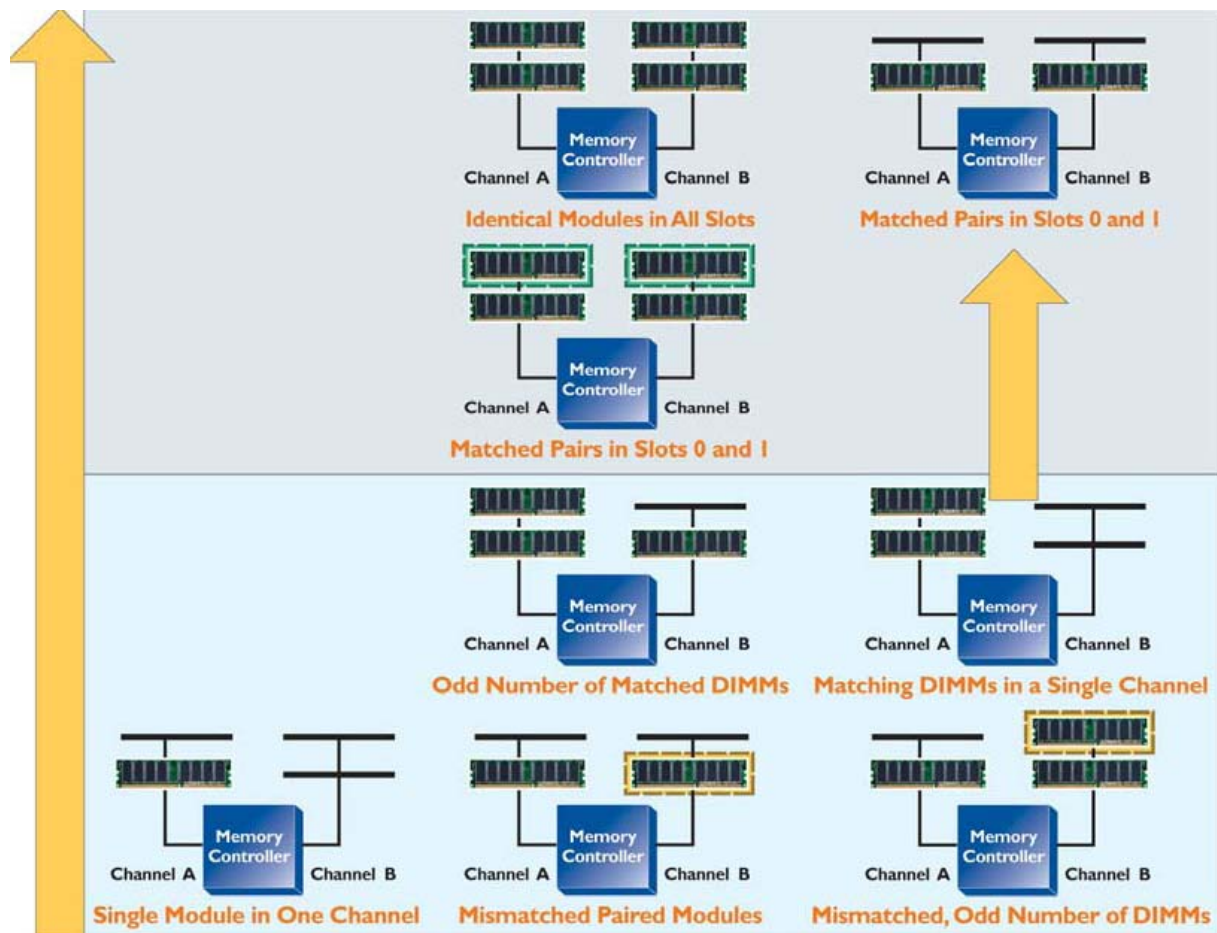 Memory
Controller
Channel A
Channel B
Identical Modules in All Slots
Memory
Controller
Channel A
Channel B
Matched Pairs in Slots 0 and 1
Memory
Controller
Channel A
Channel B
Matched Pairs in Slots 0 and 1
Memory
Controller
Channel A
Channel B
Odd Number of Matched DIMMs
Memory
Controller
Channel A
Channel B
Matching DIMMs in a Single Channel
Memory
Controller
Channel A
Channel B
Single Module in One Channel
Memory
Controller
Channel A
Channel B
Mismatched Paired Modules
Memory
Controller
Channel A
Channel B
Mismatched, Odd Number of DIMMs